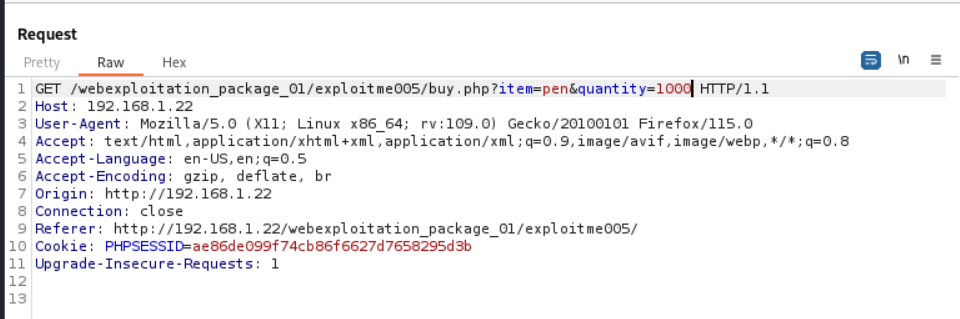 Request
Pretty Raw Hex \n
1 GET /webexploitation_package_01/exploitme005/buy.php?item=pen&quantity=1000 HTTP/1.1
2 Host: 192.168.1.22
3 User-Agent: Mozilla/5.0 (X11; Linux x86_64; rv:109.0) Gecko/20100101 Firefox/115.0
4 Accept: text/html,application/xhtml+xml,application/xml;q=0.9,image/avif,image/webp,*/*;q=0.8
5 Accept-Language: en-US,en;q=0.5
6 Accept-Encoding: gzip, deflate, br
7 Origin: http://192.168.1.22
8 Connection: close
9 Referer: http://192.168.1.22/webexploitation_package_01/exploitme005/
10 Cookie: PHPSESSID=ae86de099f74cb86f6627d7658295d3b
11 Upgrade-Insecure-Requests: 1
12
13